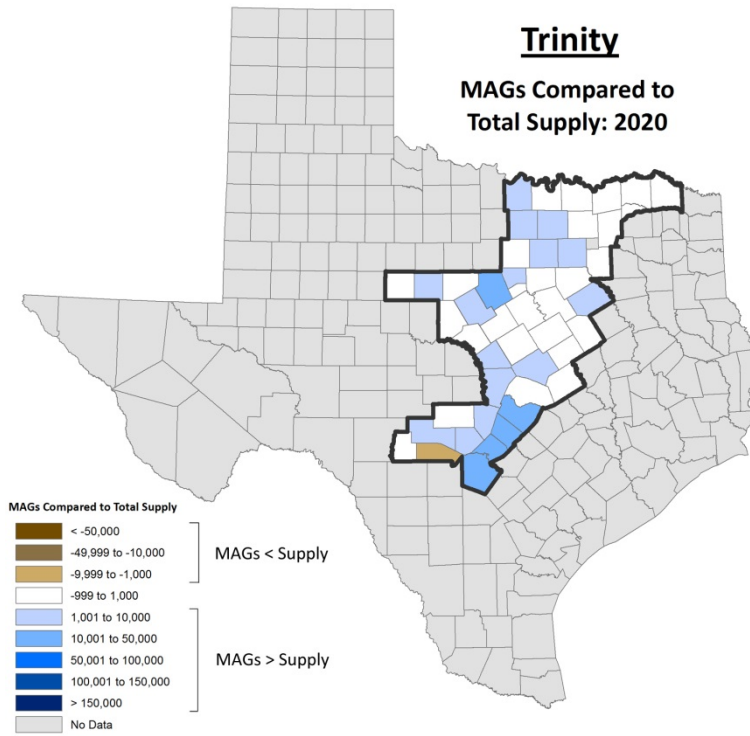 Trinity
MAGs Compared to
Total Supply: 2020
MAGs Compared to Total Supply
< -50,000
-49,999 to -10,000
-9,999 to -1,000
MAGs < Supply
-999 to 1,000
1,001 to 10,000
10,001 to 50,000
50,001 to 100,000
MAGs > Supply
100,001 to 150,000
> 150,000
No Data